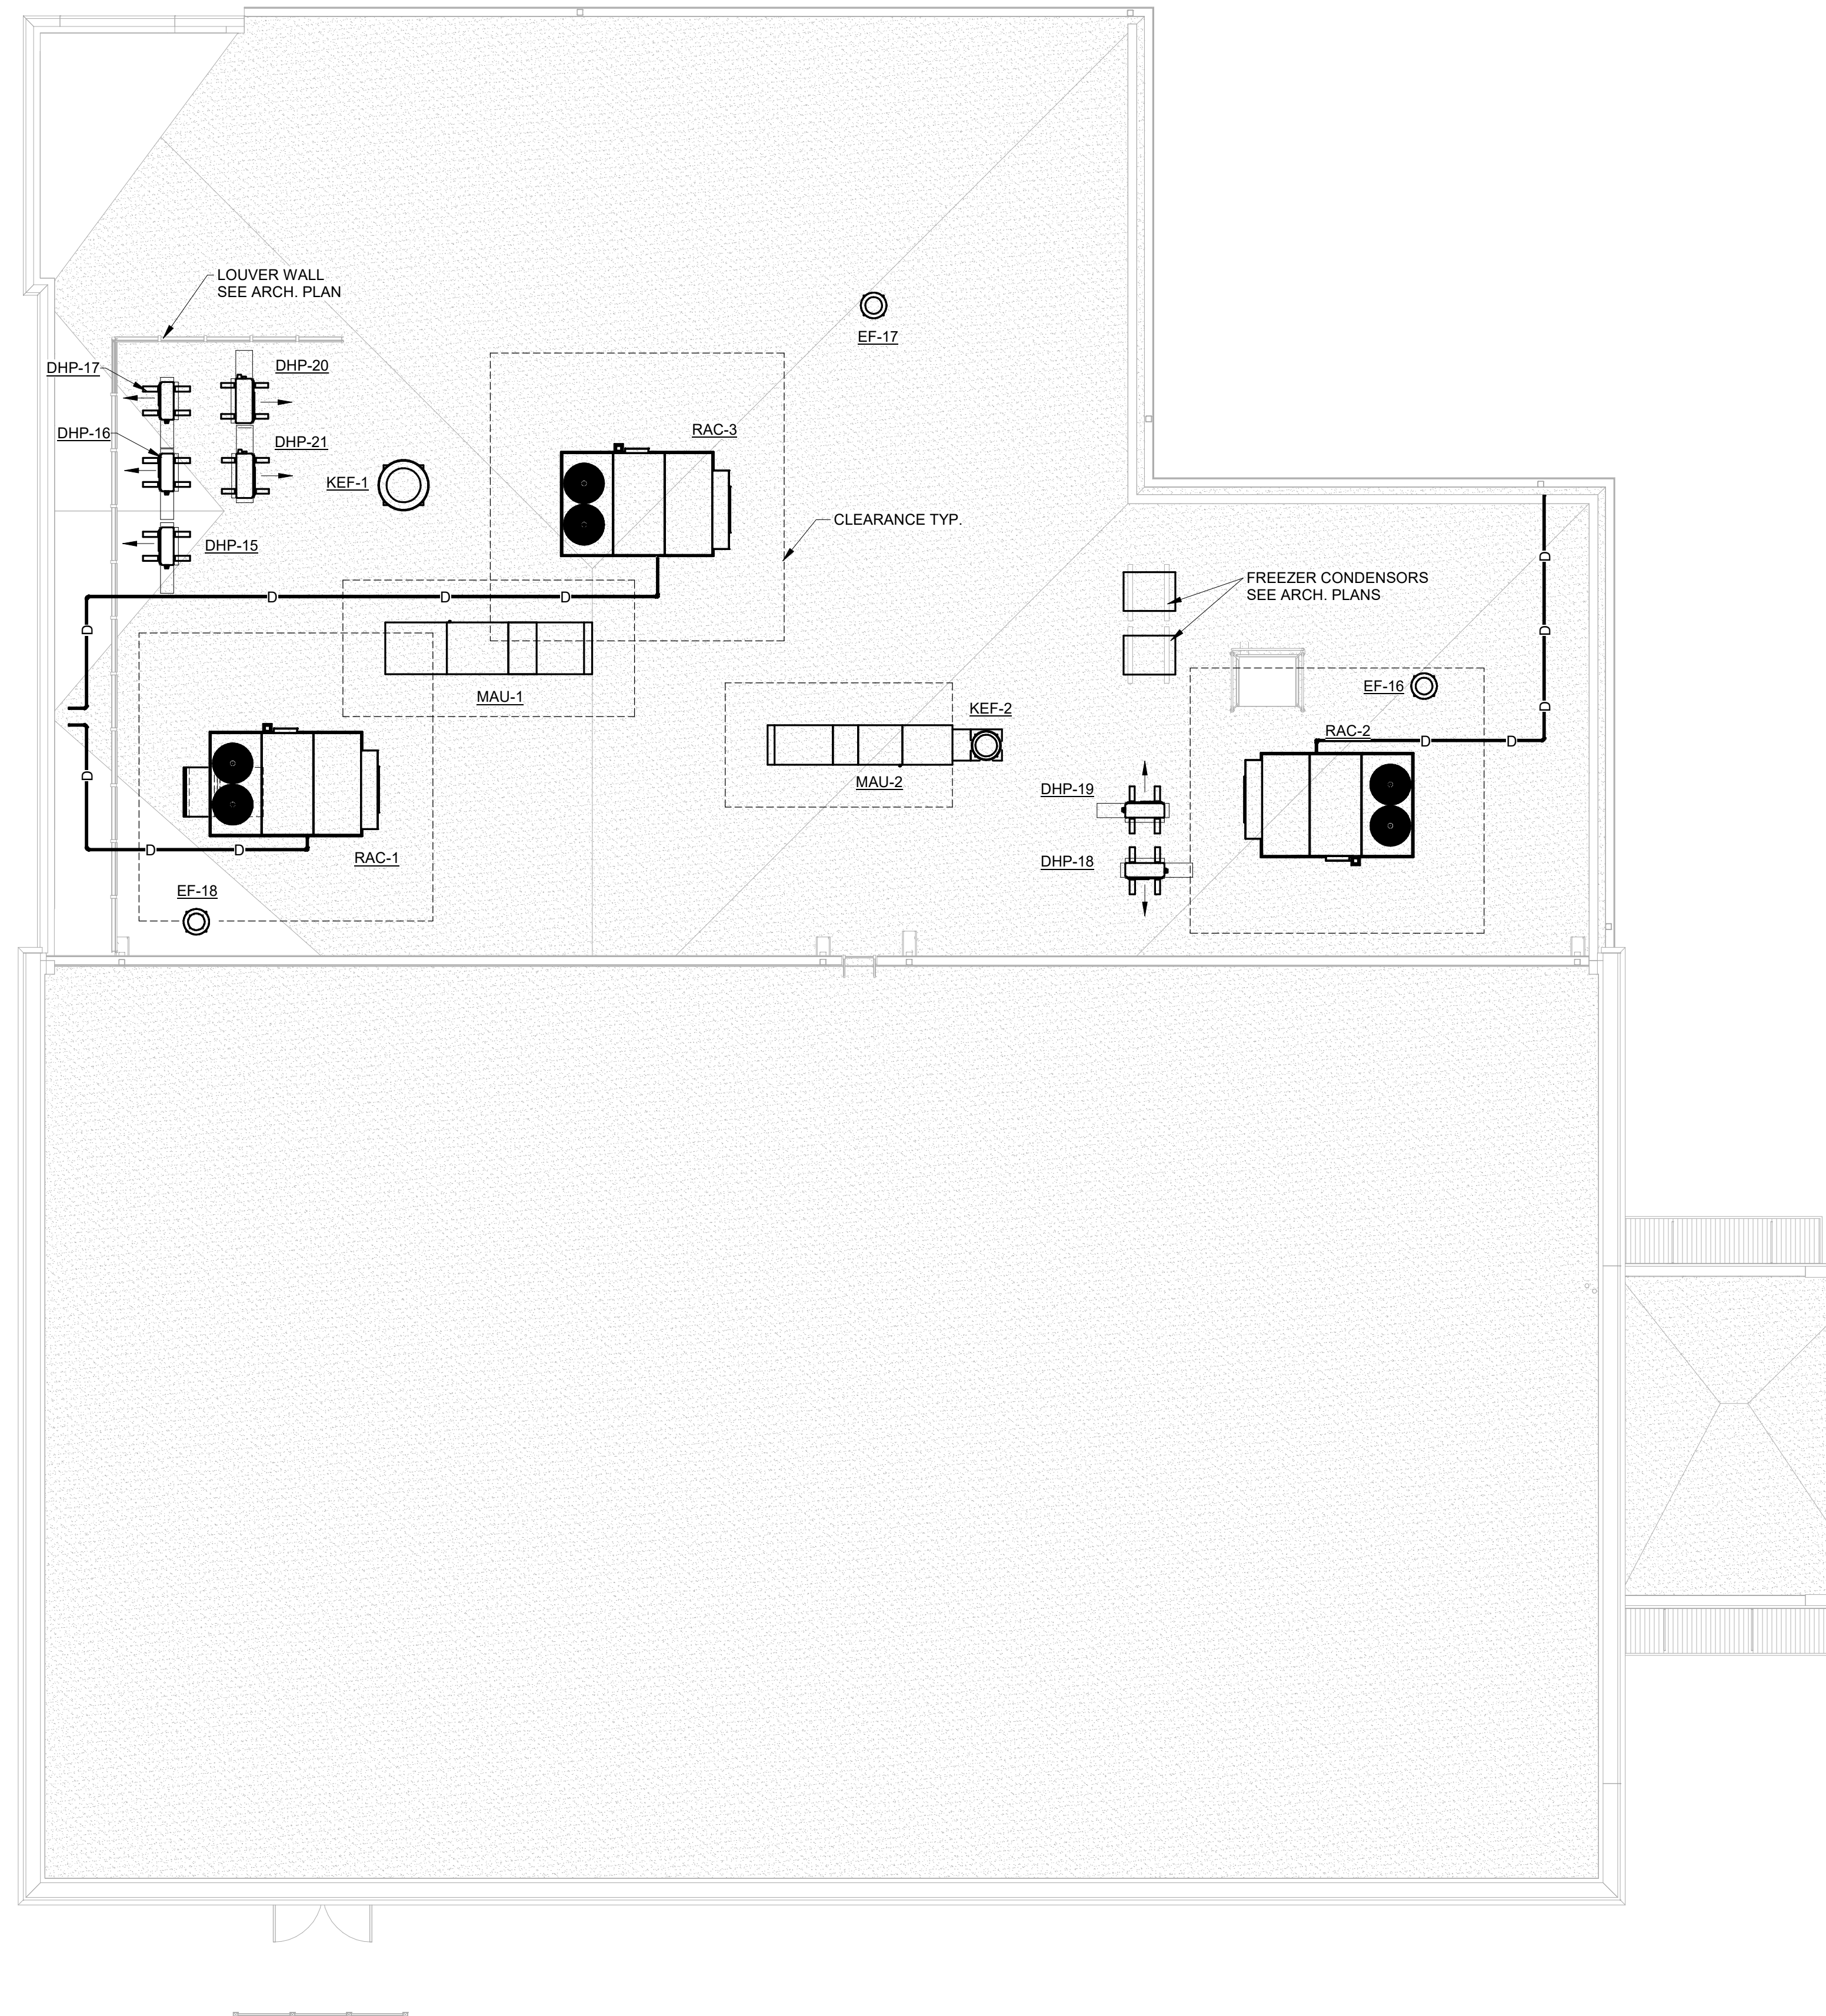 LOUVER WALL
SEE ARCH. PLAN
EF-17
DHP-17
DHP-20
DHP-16
DHP-21
RAC-3
KEF-1
CLEARANCE TYP.
DHP-15
FREEZER CONDENSORS
SEE ARCH. PLANS
D
D
D
D
D
D
D
EF-16
MAU-1
KEF-2
RAC-2
D
D
D
MAU-2
DHP-19
D
D
RAC-1
DHP-18
EF-18